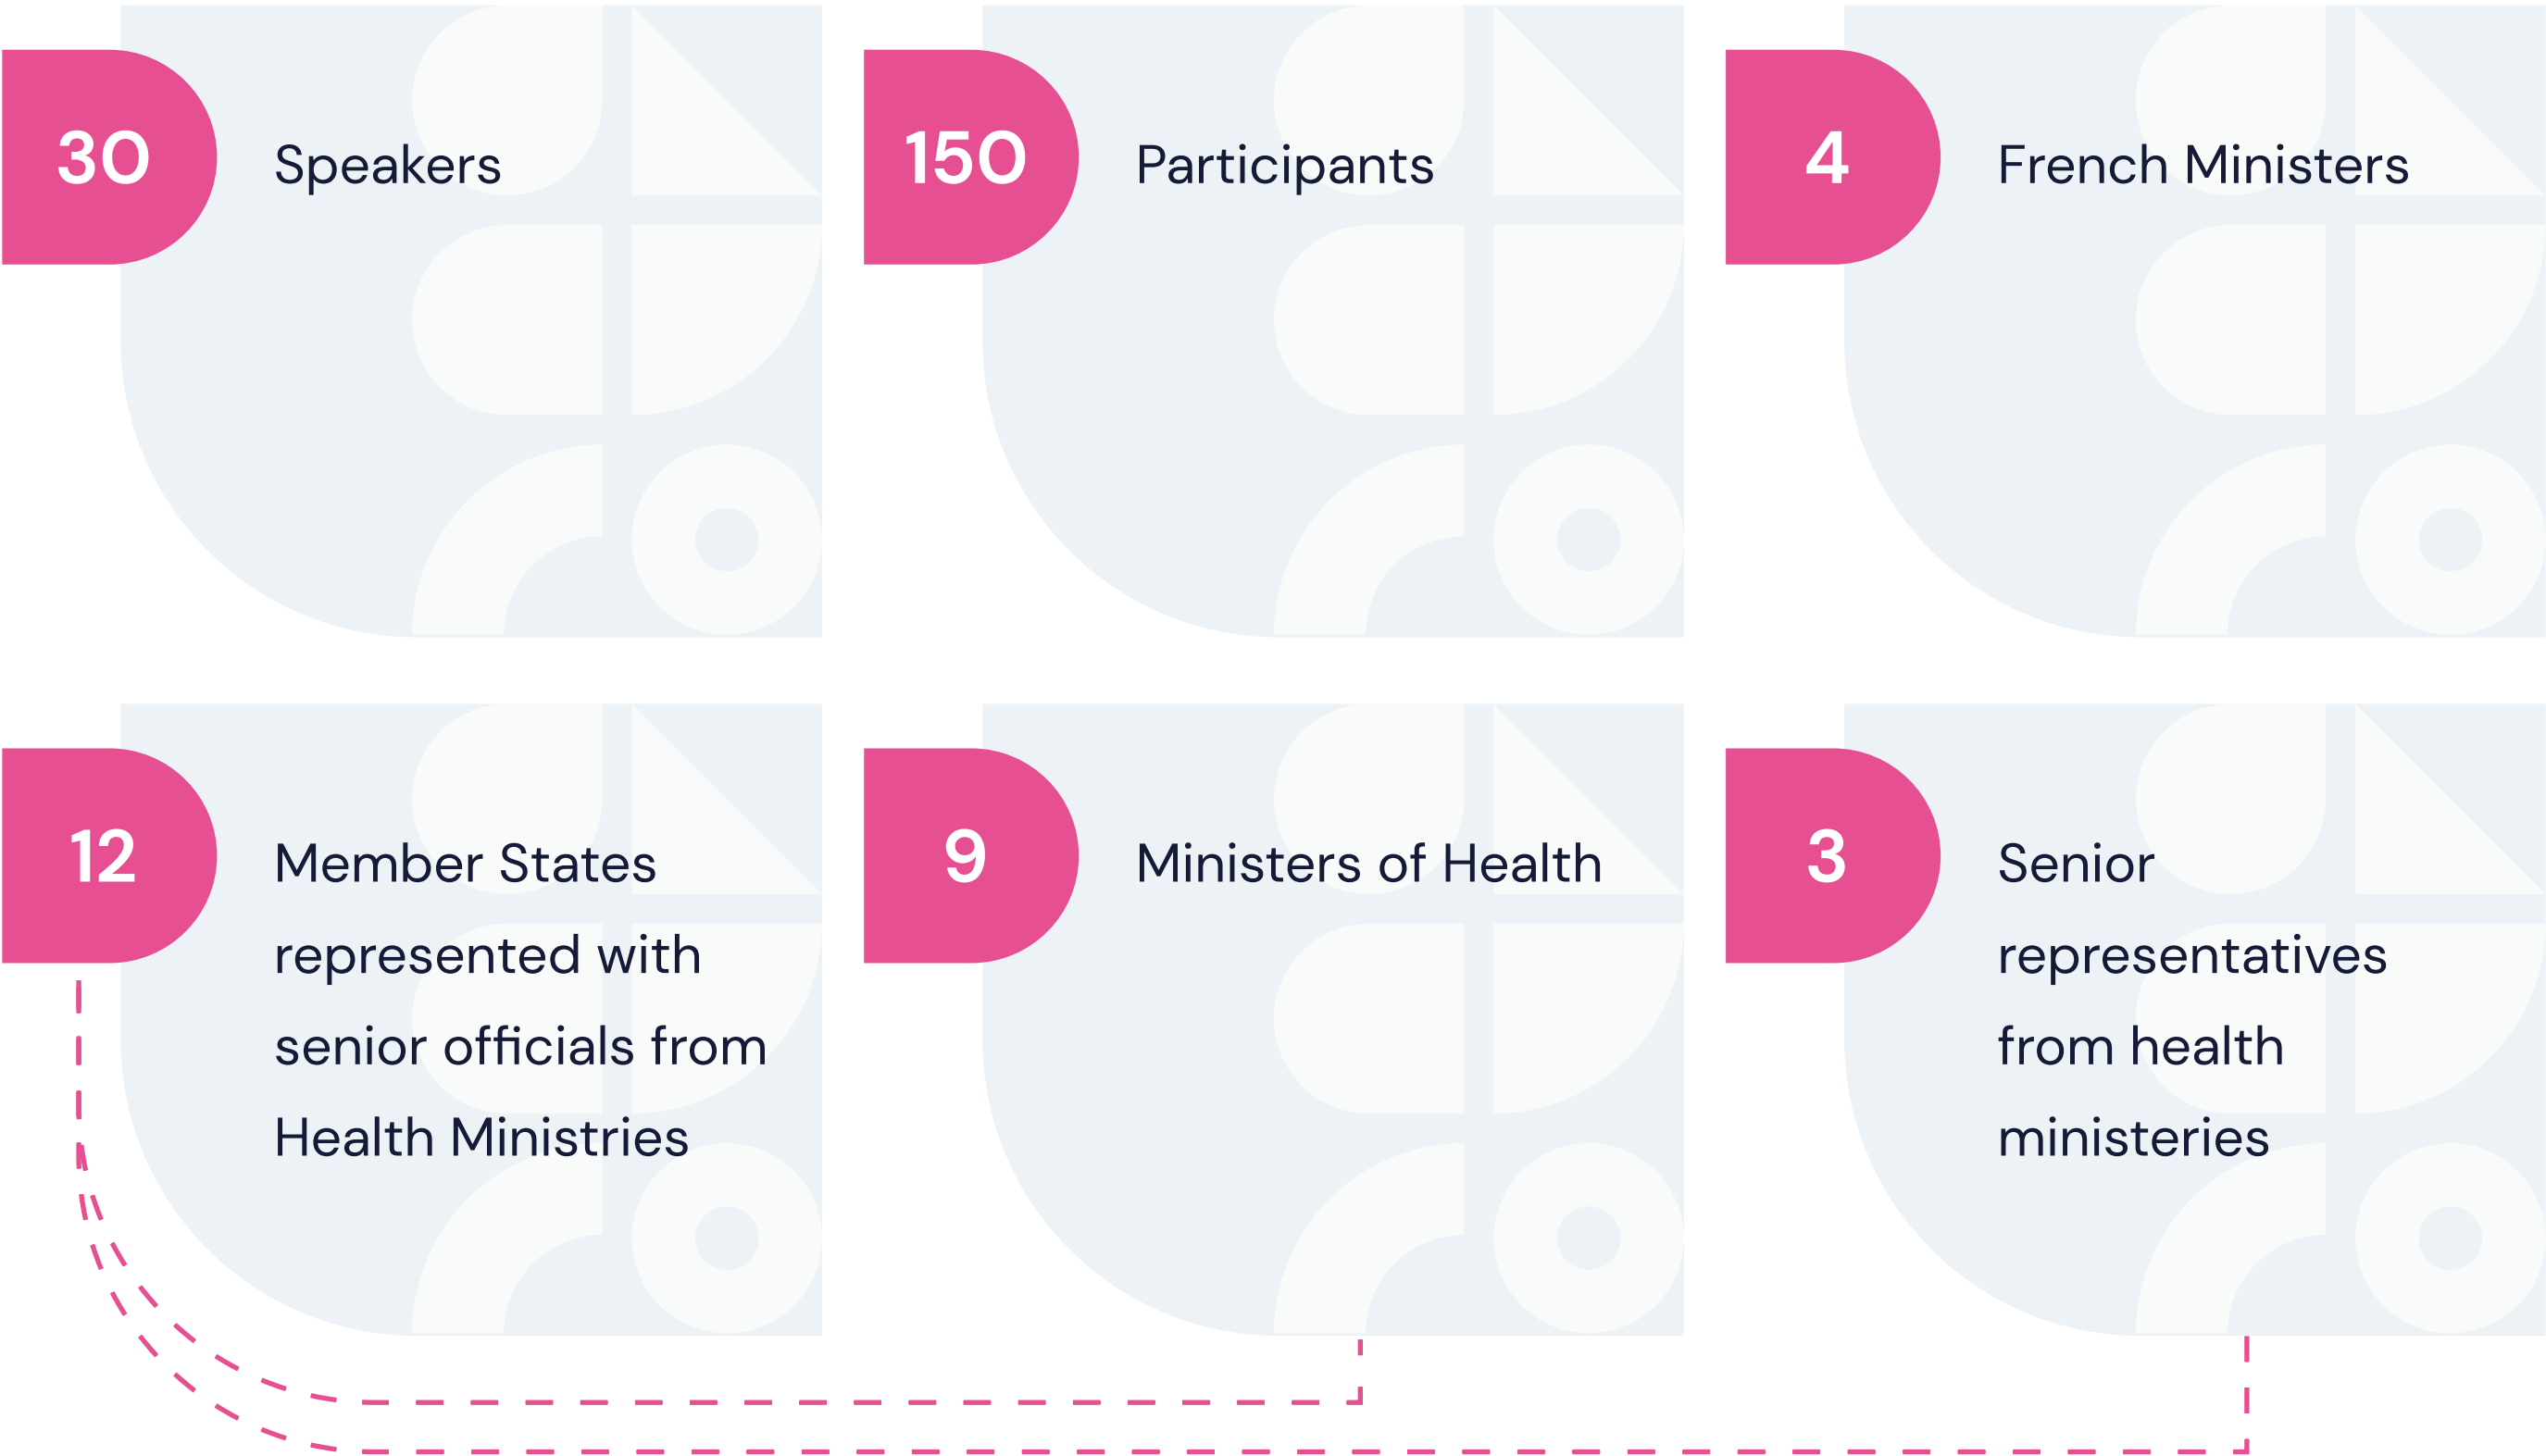 30
Speakers
150
Participants
4
French Ministers
12
Member States
represented with
senior officials from
Health Ministries
9
Ministers of Health
3
Senior
representatives
from health
ministeries